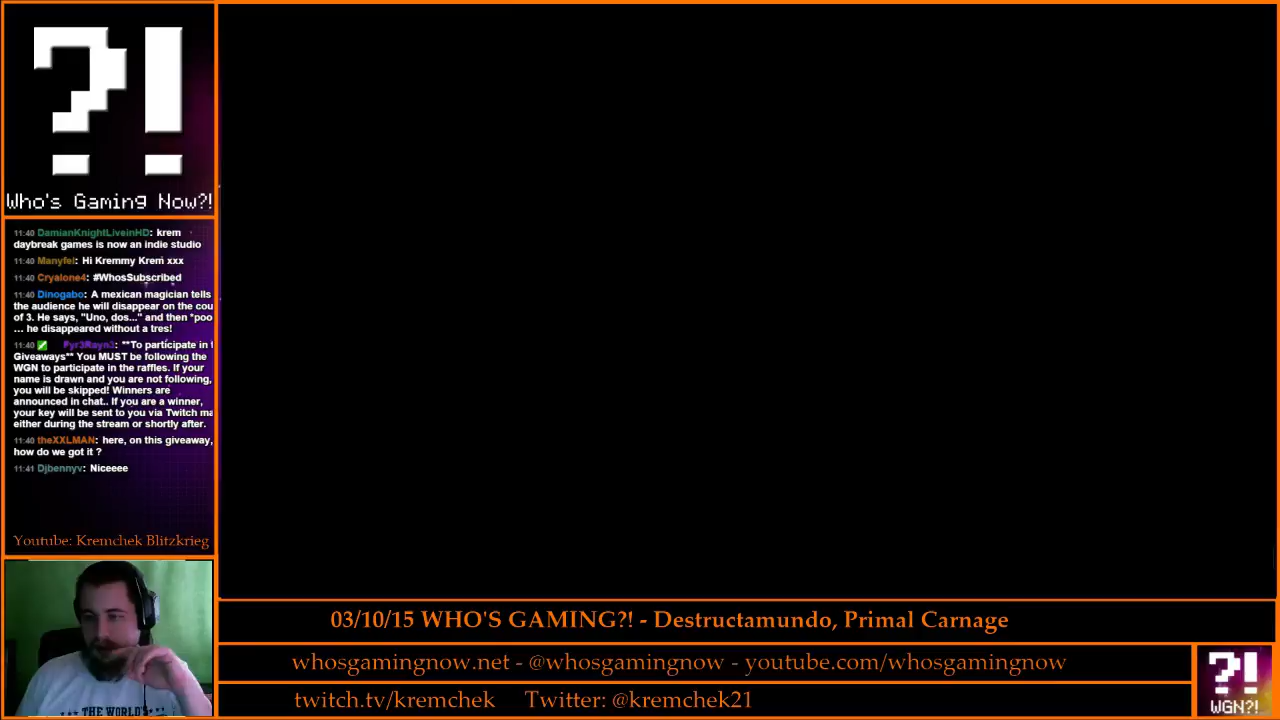 ?!
Who's Gaming Now?!
11:40 DamianKnightLiveinHD: krem
daybreak games is now an indie studio
11:40 Manyfei: Hi Kremmy Krem xxx
11:40 Cryalone4: #WhosSubscribed
11:40 Dinogabo: A mexican magician tells
the audience he will disappear on the cou
of 3. He says, "Uno, dos..." and then *poo
... he disappeared without a tres!
11:40 Pyr3Rayn3: **To participate in
Giveaways** You MUST be following the
WGN to participate in the raffles. If your
name is drawn and you are not following,
you will be skipped! Winners are
announced in chat.. If you are a winner,
your key will be sent to you via Twitch ma
either during the stream or shortly after.
11:40 theXXLMAN: here, on this giveaway,
how do we got it ?
11:41 Djbennyv: Niceeee
Youtube: Kremchek Blitzkrieg
THE WORLD'S
03/10/15 WHO'S GAMING?! - Destructamundo, Primal Carnage
whosgamingnow.net - @whosgamingnow - youtube.com/whosgamingnow
twitch.tv/kremchek Twitter: @kremchek21
?!
WGN?!